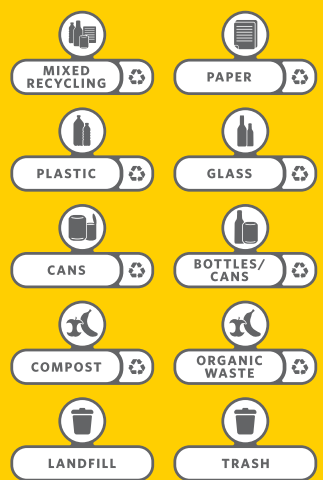 MIXED
RECYCLING
PAPER
PLASTIC
GLASS
CANS
BOTTLES/
CANS
COMPOST
ORGANIC
WASTE
LANDFILL
TRASH